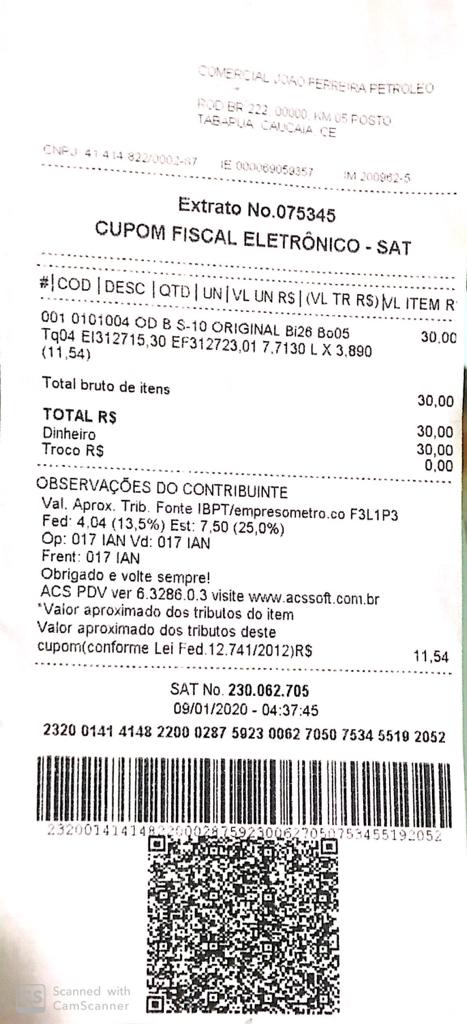 COMERCIAL JOAO FERREIRA PETROLEO
ROD BR 222, 00000, KM 05 POSTO
TABAPUA, CAUCAIA, CE
CNPJ 41 414 822/0002-87 IE 000069059357 IM 200962-5
Extrato No.075345
CUPOM FISCAL ELETRÔNICO - SAT
#|COD|DESC|QTD|UN|VL UN R$|(VL TR R$)|VL ITEM R
001 0101004 OD B S-10 ORIGINAL Bi26 Bo05 30,00
Tq04 EI312715,30 EF312723,01 7,7130 L X 3,890
(11,54)
Total bruto de itens 30,00
TOTAL R$ 30,00
Dinheiro 30,00
Troco R$ 0,00
OBSERVAÇÕES DO CONTRIBUINTE
Val. Aprox. Trib. Fonte IBPT/empresometro.co F3L1P3
Fed: 4,04 (13,5%) Est: 7,50 (25,0%)
Op: 017 IAN Vd: 017 IAN
Frent: 017 IAN
Obrigado e volte sempre!
ACS PDV ver 6.3286.0.3 visite www.acssoft.com.br
*Valor aproximado dos tributos do item
Valor aproximado dos tributos deste
cupom(conforme Lei Fed.12.741/2012)R$ 11,54
SAT No. 230.062.705
09/01/2020 - 04:37:45
2320 0141 4148 2200 0287 5923 0062 7050 7534 5519 2052
23200141414822000287592300627050753455192052
CS Scanned with
CamScanner